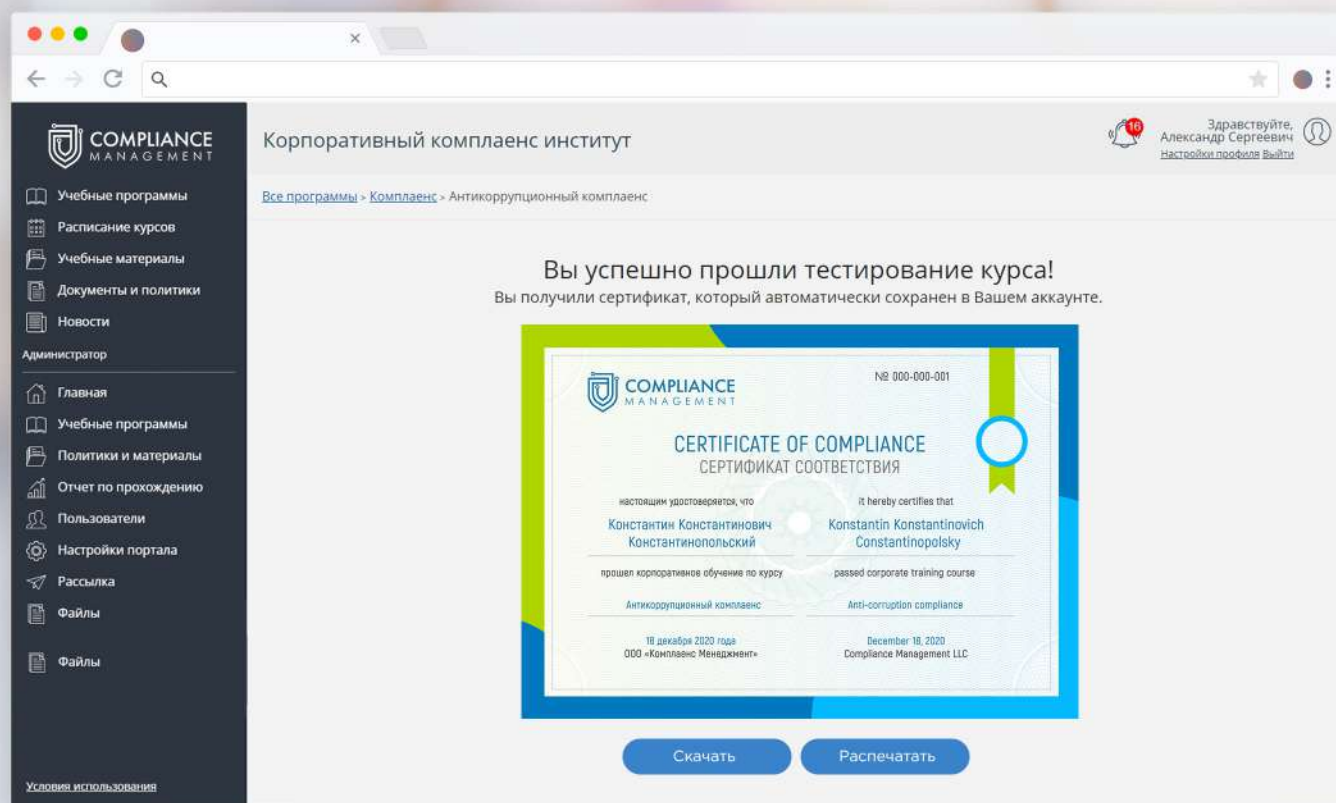 COMPLIANCE
MANAGEMENT
Учебные программы
Расписание курсов
Учебные материалы
Документы и политики
Новости
Администратор
Главная
Учебные программы
Политики и материалы
Отчет по прохождению
Пользователи
Настройки портала
Рассылка
Файлы
Файлы
Условия использования
Корпоративный комплаенс институт
16
Здравствуйте,
Александр Сергеевич
Настройки профиля Выйти
Все программы > Комплаенс > Антикоррупционный комплаенс
Вы успешно прошли тестирование курса!
Вы получили сертификат, который автоматически сохранен в Вашем аккаунте.
COMPLIANCE
MANAGEMENT
№ 000-000-001
CERTIFICATE OF COMPLIANCE
СЕРТИФИКАТ СООТВЕТСТВИЯ
настоящим удостоверяется, что
Константин Константинович
Константинопольский
прошел корпоративное обучение по курсу
Антикоррупционный комплаенс
18 декабря 2020 года
ООО «Комплаенс Менеджмент»
it hereby certifies that
Konstantin Konstantinovich
Constantinopolsky
passed corporate training course
Anti-corruption compliance
December 18, 2020
Compliance Management LLC
Скачать
Распечатать